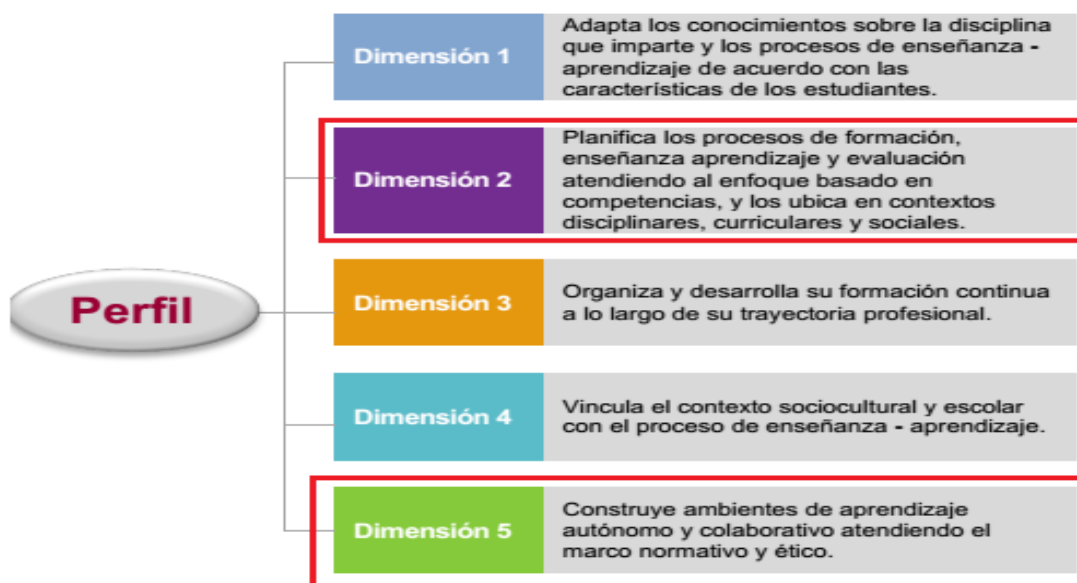 Perfil
Dimensión 1
Adapta los conocimientos sobre la disciplina
que imparte y los procesos de enseñanza -
aprendizaje de acuerdo con las
características de los estudiantes.
Dimensión 2
Planifica los procesos de formación,
enseñanza aprendizaje y evaluación
atendiendo al enfoque basado en
competencias, y los ubica en contextos
disciplinares, curriculares y sociales.
Dimensión 3
Organiza y desarrolla su formación continua
a lo largo de su trayectoria profesional.
Dimensión 4
Vincula el contexto sociocultural y escolar
con el proceso de enseñanza - aprendizaje.
Dimensión 5
Construye ambientes de aprendizaje
autónomo y colaborativo atendiendo el
marco normativo y ético.